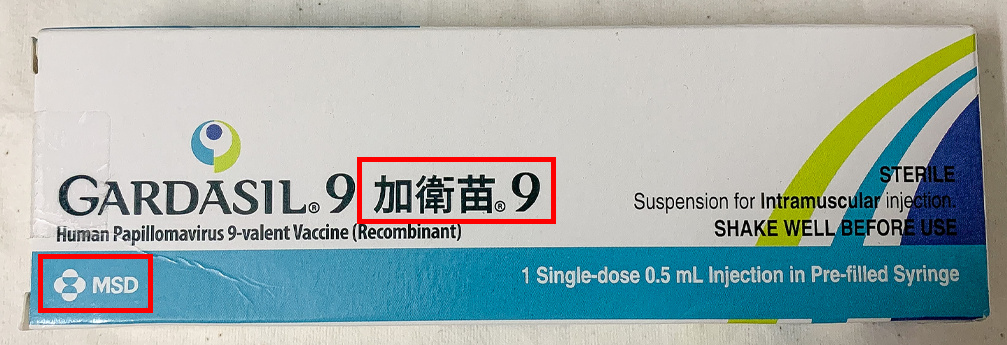 GARDASIL® 9 加衛苗® 9
Human Papillomavirus 9-valent Vaccine (Recombinant)
MSD
STERILE
Suspension for Intramuscular injection.
SHAKE WELL BEFORE USE
1 Single-dose 0.5 mL Injection in Pre-filled Syringe